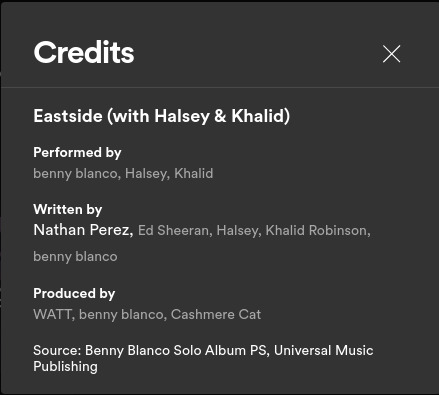 Credits
Eastside (with Halsey & Khalid)
Performed by
benny blanco, Halsey, Khalid
Written by
Nathan Perez, Ed Sheeran, Halsey, Khalid Robinson,
benny blanco
Produced by
WATT, benny blanco, Cashmere Cat
Source: Benny Blanco Solo Album PS, Universal Music
Publishing